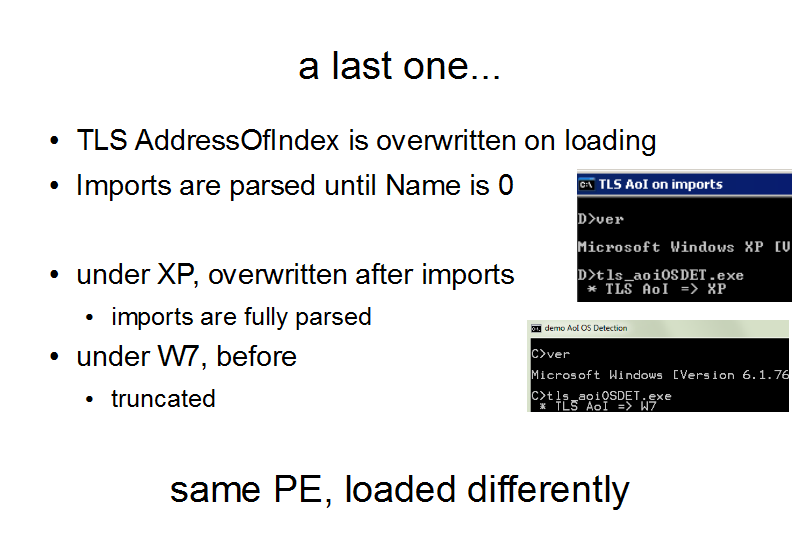 a last one...
• TLS AddressOfIndex is overwritten on loading
• Imports are parsed until Name is 0
• under XP, overwritten after imports
• imports are fully parsed
• under W7, before
• truncated
TLS AoI on imports
D>ver
Microsoft Windows XP [V
D>tls_aoiOSDET.exe
* TLS AoI => XP
demo AoI OS Detection
C>ver
Microsoft Windows [Version 6.1.76
C>tls_aoiOSDET.exe
* TLS AoI => W7
same PE, loaded differently